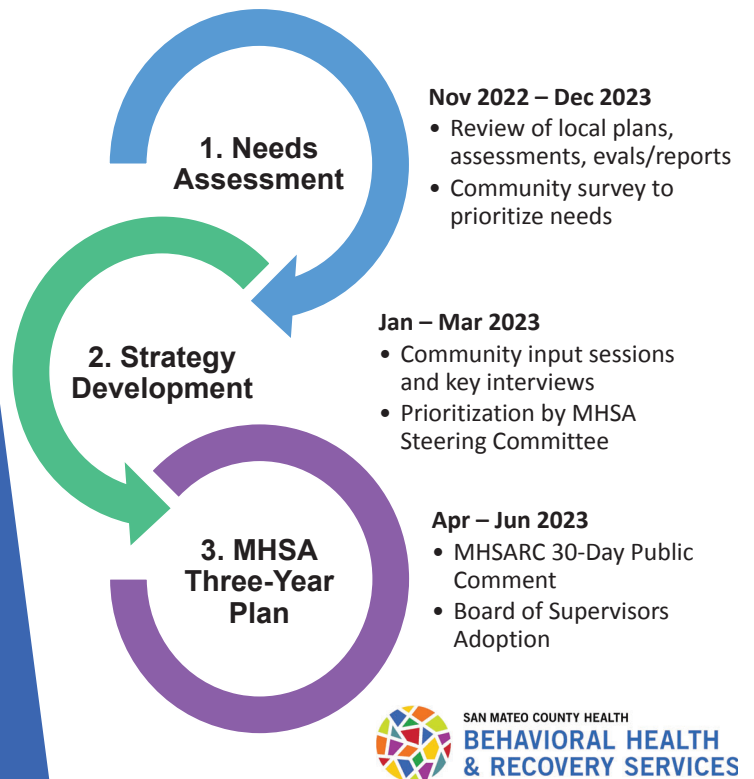 1. Needs
Assessment
Nov 2022 – Dec 2023
• Review of local plans,
assessments, evals/reports
• Community survey to
prioritize needs
2. Strategy
Development
Jan – Mar 2023
• Community input sessions
and key interviews
• Prioritization by MHSA
Steering Committee
3. MHSA
Three-Year
Plan
Apr – Jun 2023
• MHSARC 30-Day Public
Comment
• Board of Supervisors
Adoption
SAN MATEO COUNTY HEALTH
BEHAVIORAL HEALTH
& RECOVERY SERVICES